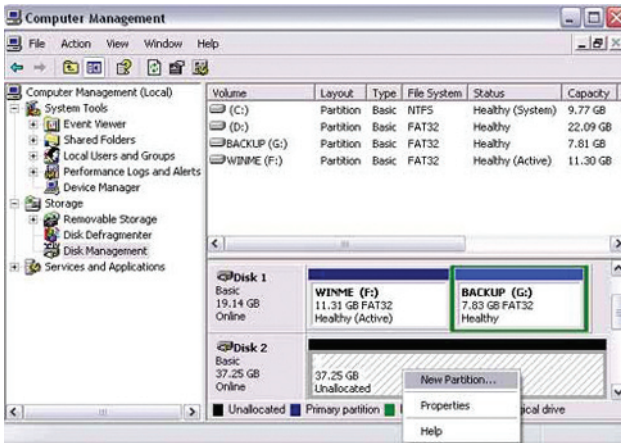 Computer Management
File Action View Window Help
Computer Management (Local)
System Tools
Event Viewer
Shared Folders
Local Users and Groups
Performance Logs and Alerts
Device Manager
Storage
Removable Storage
Disk Defragmenter
Disk Management
Services and Applications
Volume Layout Type File System Status Capacity
(C:) Partition Basic NTFS Healthy (System) 9.77 GB
(D:) Partition Basic FAT32 Healthy 22.09 GB
BACKUP (G:) Partition Basic FAT32 Healthy 7.81 GB
WINME (F:) Partition Basic FAT32 Healthy (Active) 11.30 GB
Disk 1
Basic
19.14 GB
Online
WINME (F:)
11.31 GB FAT32
Healthy (Active)
BACKUP (G:)
7.83 GB FAT32
Healthy
Disk 2
Basic
37.25 GB
Online
37.25 GB
Unallocated
New Partition...
Properties
Help
Unallocated Primary partition drive